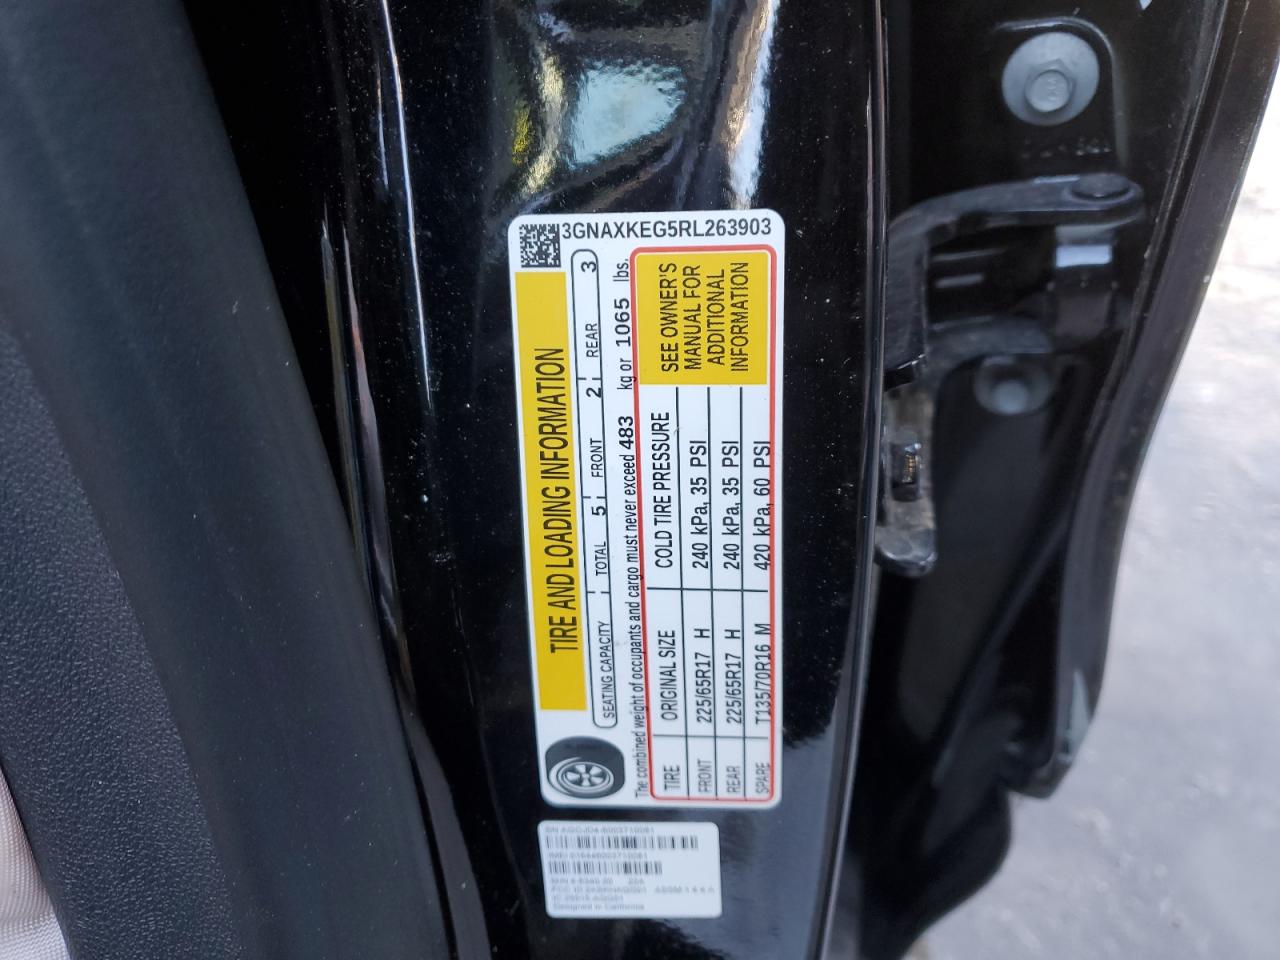 3GNAXKEG5RL263903
TIRE AND LOADING INFORMATION
SEATING CAPACITY TOTAL 5 FRONT 2 REAR 3
The combined weight of occupants and cargo must never exceed 483 kg or 1065 lbs.
TIRE ORIGINAL SIZE COLD TIRE PRESSURE
FRONT 225/65R17 H 240 kPa, 35 PSI
REAR 225/65R17 H 240 kPa, 35 PSI
SPARE T135/70R16 M 420 kPa, 60 PSI
SEE OWNER'S
MANUAL FOR
ADDITIONAL
INFORMATION
Designed in California